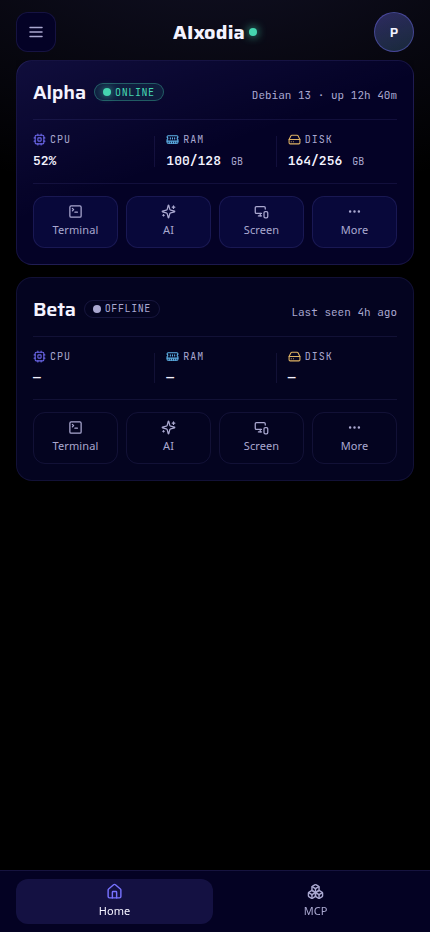 AIxodia
P
Alpha ONLINE Debian 13 · up 12h 40m
CPU RAM DISK
52% 100/128 GB 164/256 GB
Terminal AI Screen More
Beta OFFLINE Last seen 4h ago
CPU RAM DISK
— — —
Terminal AI Screen More
Home MCP